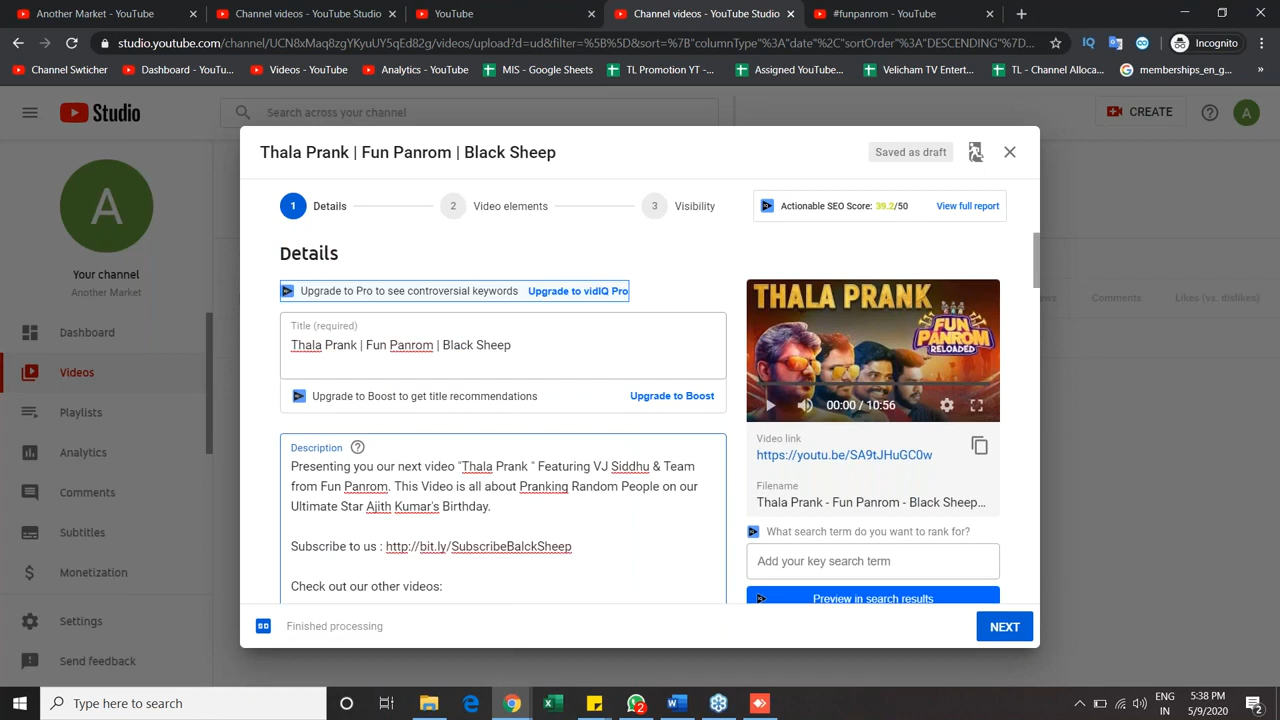 Another Market - YouTube
Channel videos - YouTube Studio
YouTube
Channel videos - YouTube Studio
#funpanrom - YouTube
studio.youtube.com/channel/UCN8xMaq8zgYKyuUY5qEd82g/videos/upload?d=ud&filter=%5B%5D&sort=%7B"columnType"%3A"date"%2C"sortOrder"%3A"DESCENDING"%7D...
Incognito
Channel Swticher
Dashboard - YouTu...
Videos - YouTube
Analytics - YouTube
MIS - Google Sheets
TL Promotion YT -...
Assigned YouTube...
Velicham TV Entert...
TL - Channel Alloca...
memberships_en_g...
Studio
Search across your channel
CREATE
A
A
Your channel
Another Market
Dashboard
Videos
Playlists
Analytics
Comments
Subtitles
Monetization
Settings
Send feedback
Comments
Likes (vs. dislikes)
Thala Prank | Fun Panrom | Black Sheep
Saved as draft
1 Details
2 Video elements
3 Visibility
Actionable SEO Score: 39.2/50
View full report
Details
Upgrade to Pro to see controversial keywords Upgrade to vidIQ Pro
Title (required)
Thala Prank | Fun Panrom | Black Sheep
Upgrade to Boost to get title recommendations
Upgrade to Boost
Description
Presenting you our next video "Thala Prank " Featuring VJ Siddhu & Team
from Fun Panrom. This Video is all about Pranking Random People on our
Ultimate Star Ajith Kumar's Birthday.
Subscribe to us : http://bit.ly/SubscribeBalckSheep
Check out our other videos:
THALA PRANK
FUN
PANROM
RELOADED
00:00 / 10:56
Video link
https://youtu.be/SA9tJHuGC0w
Filename
Thala Prank - Fun Panrom - Black Sheep...
What search term do you want to rank for?
Add your key search term
Preview in search results
SD
Finished processing
NEXT
Type here to search
2
ENG
IN
5:38 PM
5/9/2020
2